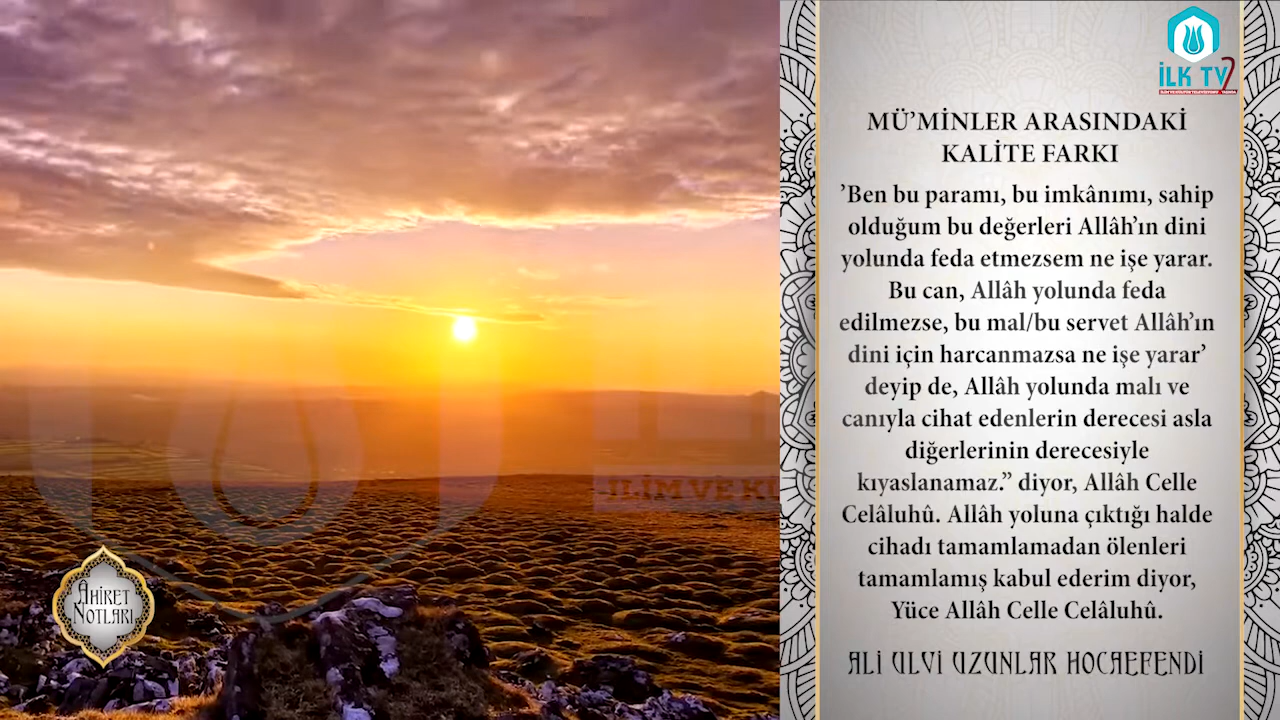 İLK TV2
MÜ’MİNLER ARASINDAKİ
KALİTE FARKI
’Ben bu paramı, bu imkânımı, sahip
olduğum bu değerleri Allâh’ın dini
yolunda feda etmezsem ne işe yarar.
Bu can, Allâh yolunda feda
edilmezse, bu mal/bu servet Allâh’ın
dini için harcanmazsa ne işe yarar’
deyip de, Allâh yolunda malı ve
canıyla cihat edenlerin derecesi asla
diğerlerinin derecesiyle
kıyaslanamaz.” diyor, Allâh Celle
Celâluhû. Allâh yoluna çıktığı halde
cihadı tamamlamadan ölenleri
tamamlamış kabul ederim diyor,
Yüce Allâh Celle Celâluhû.
ALİ ULVİ UZUNLAR HOCAEFENDİ
-İLİM VE
AHİRET
NOTLARI